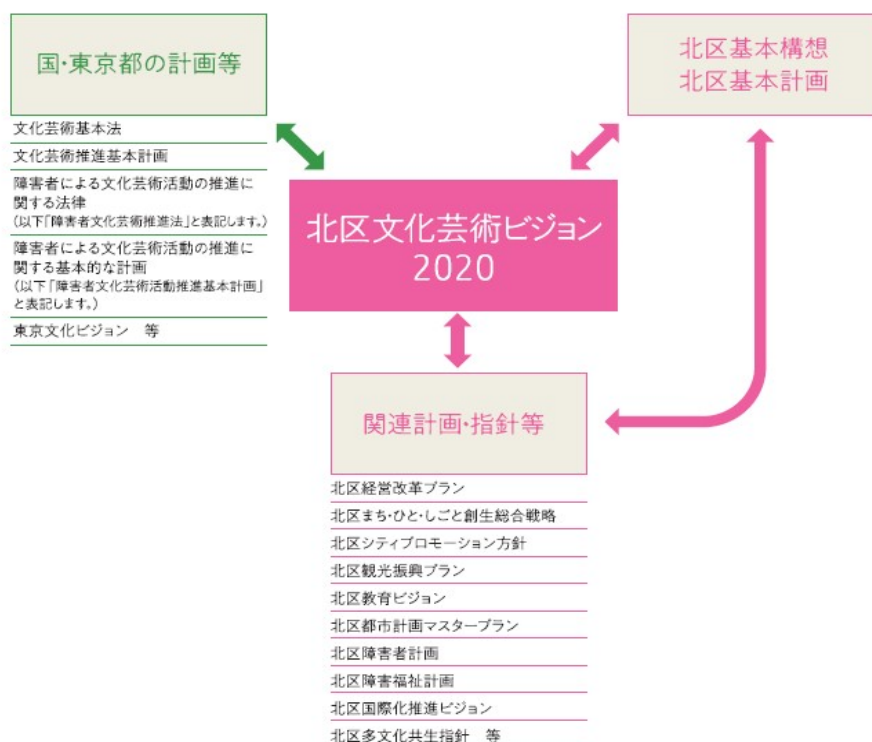 国・東京都の計画等
文化芸術基本法
文化芸術推進基本計画
障害者による文化芸術活動の推進に
関する法律
(以下「障害者文化芸術推進法」と表記します。)
障害者による文化芸術活動の推進に
関する基本的な計画
(以下「障害者文化芸術活動推進基本計画」
と表記します。)
東京文化ビジョン　等
北区基本構想
北区基本計画
北区文化芸術ビジョン
2020
関連計画・指針等
北区経営改革プラン
北区まち・ひと・しごと創生総合戦略
北区シティプロモーション方針
北区観光振興プラン
北区教育ビジョン
北区都市計画マスタープラン
北区障害者計画
北区障害福祉計画
北区国際化推進ビジョン
北区多文化共生指針　等